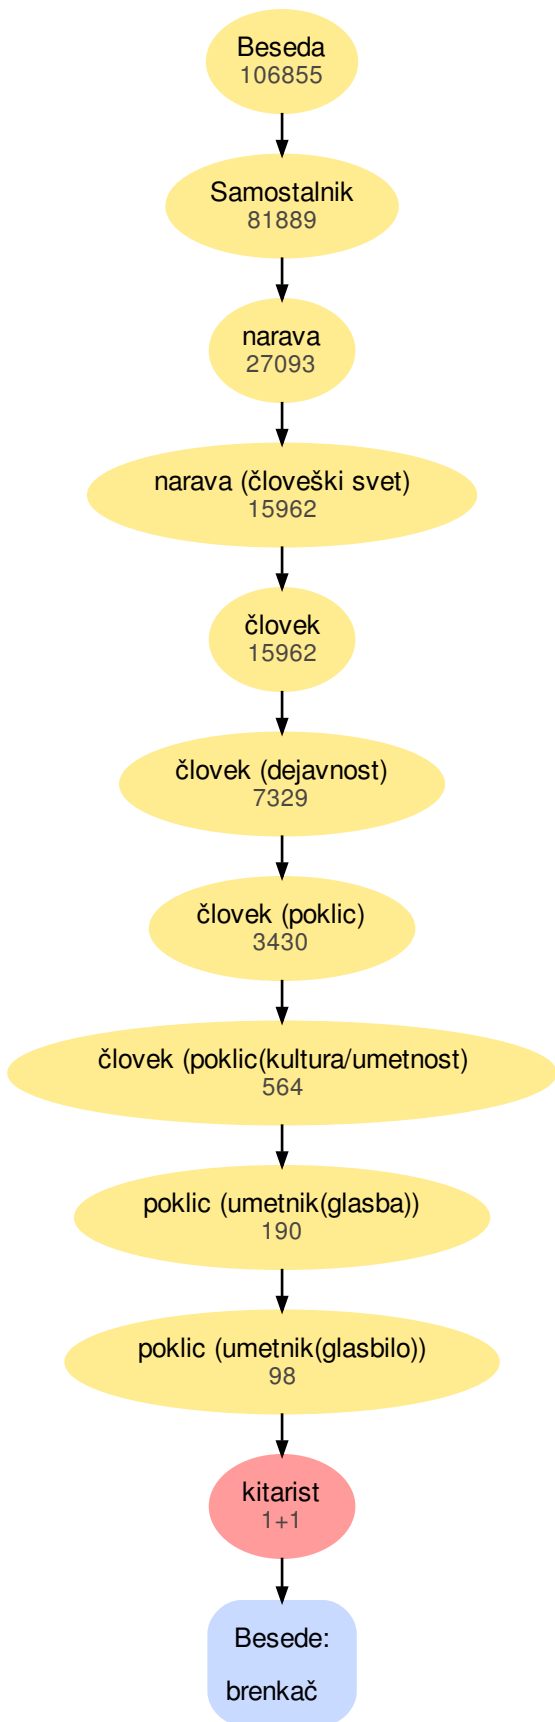 Beseda
106855
Samostalnik
81889
narava
27093
narava (človeški svet)
15962
človek
15962
človek (dejavnost)
7329
človek (poklic)
3430
človek (poklic(kultura/umetnost)
564
poklic (umetnik(glasba))
190
poklic (umetnik(glasbilo))
98
kitarist
1+1
Besede:
brenkač